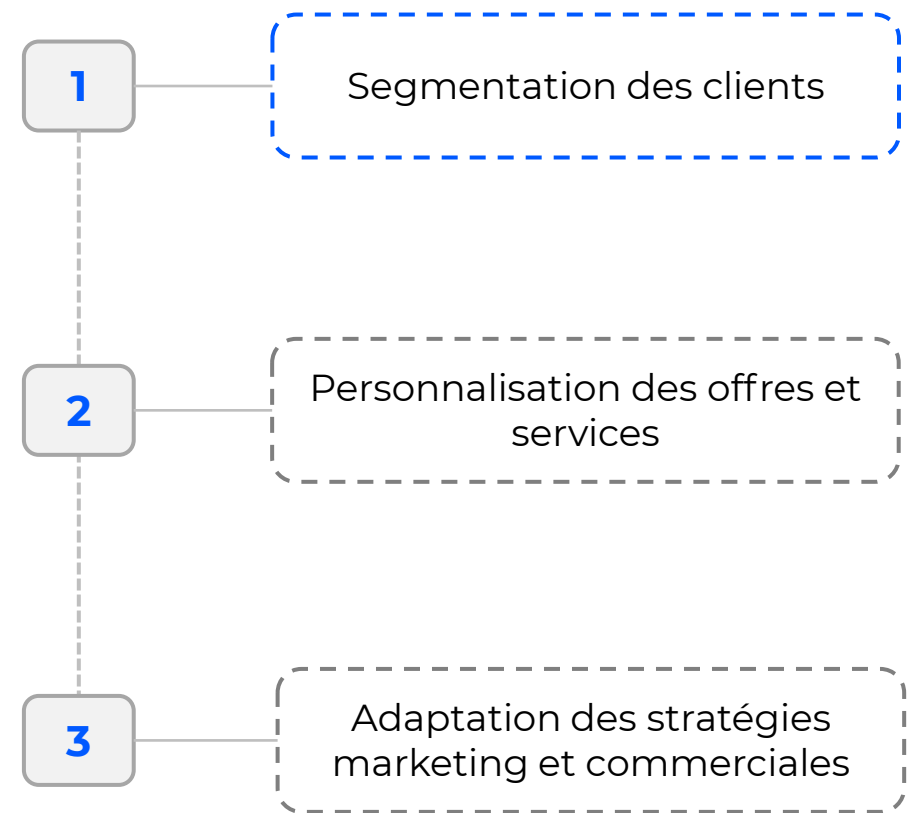 1
Segmentation des clients
2
Personnalisation des offres et
services
3
Adaptation des stratégies
marketing et commerciales